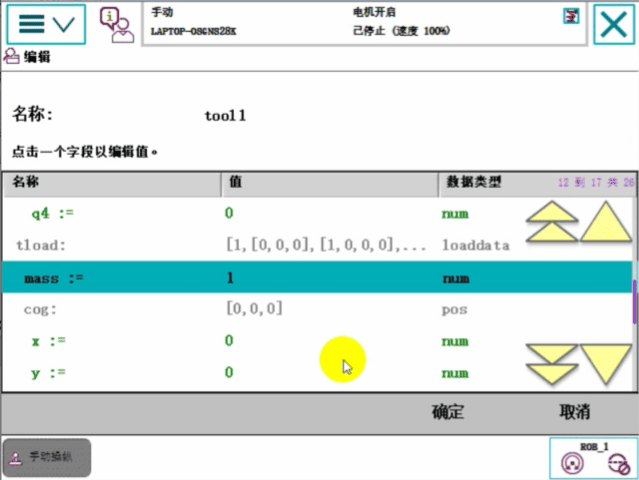 手动
电机开启
LAPTOP-OSGNS28K
已停止 (速度 100%)
编辑
名称:
tool1
点击一个字段以编辑值。
名称 值 数据类型 12 到 17 共 26
q4 := 0 num
tload: [1,[0,0,0],[1,0,0,0],... loaddata
mass := 1 num
cog: [0,0,0] pos
x := 0 num
y := 0 num
确定 取消
手动操纵
ROB_1